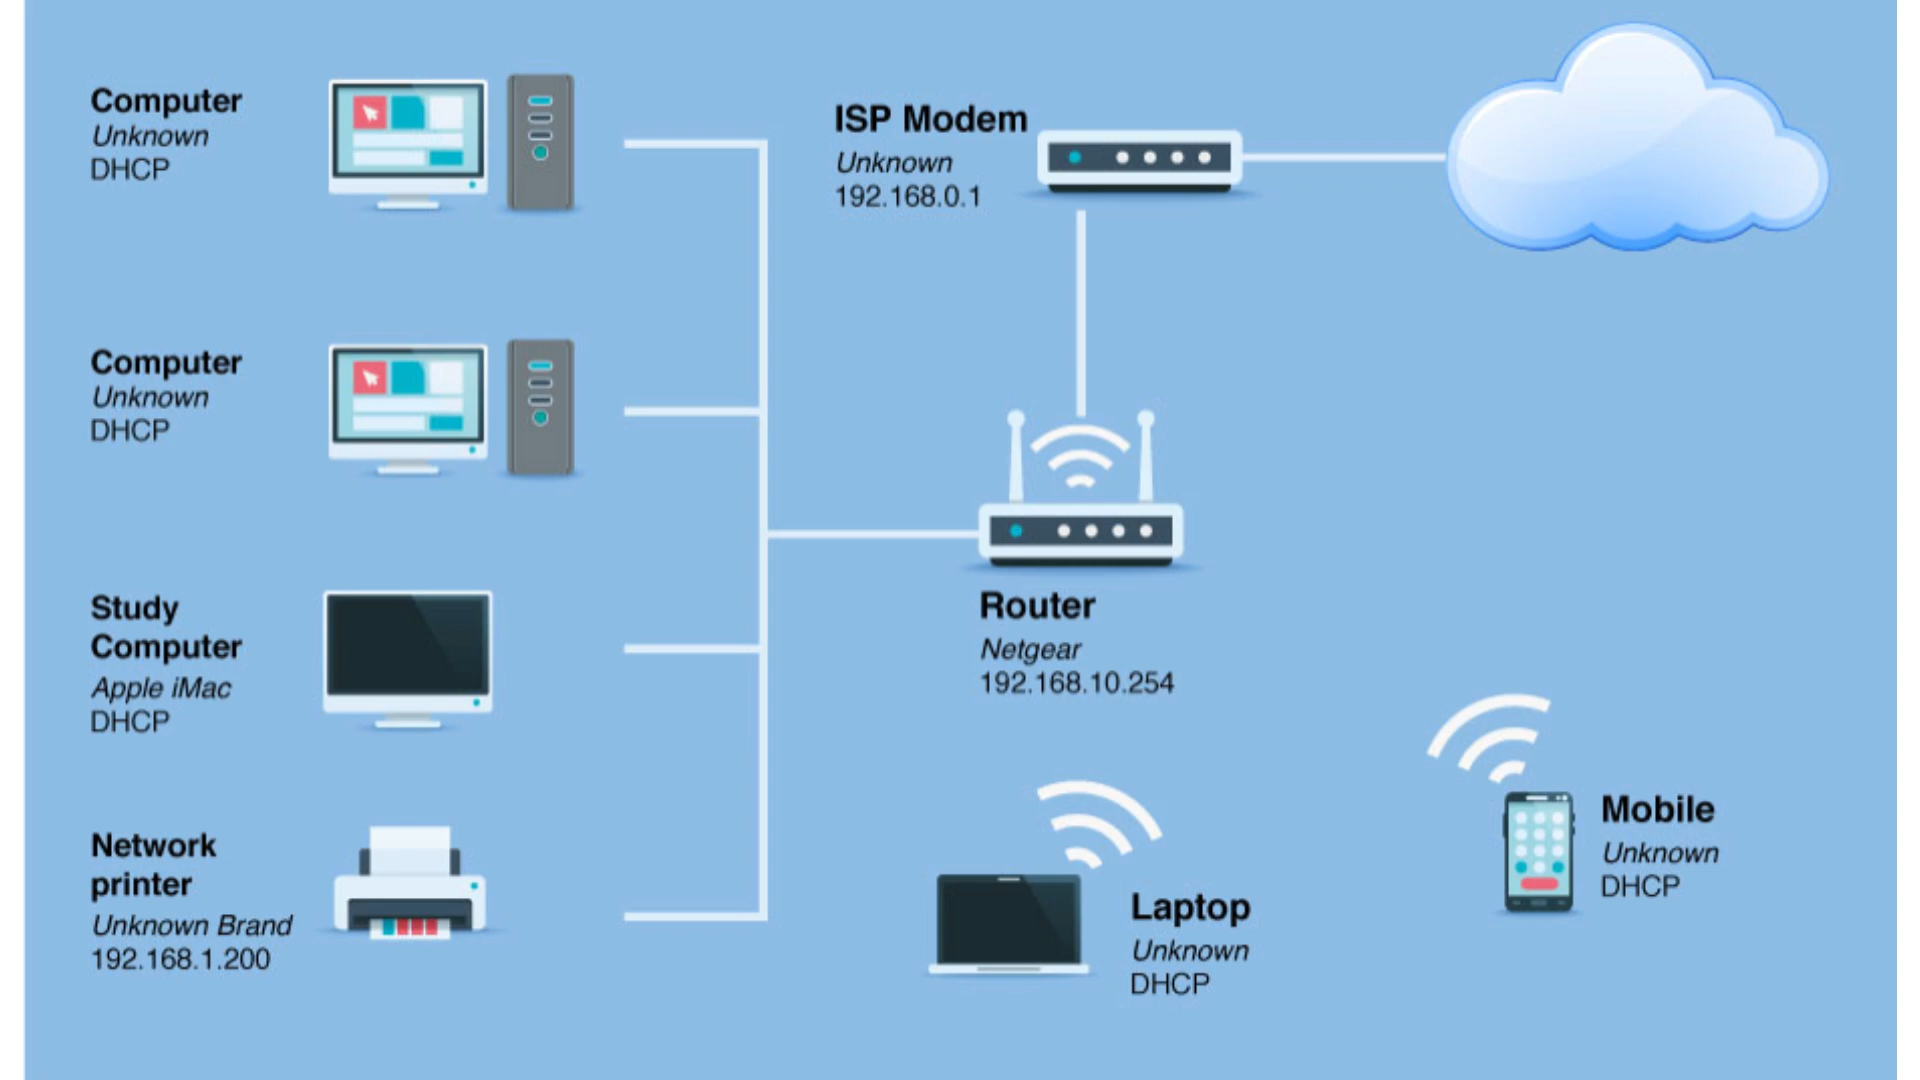 Computer
Unknown
DHCP
ISP Modem
Unknown
192.168.0.1
Computer
Unknown
DHCP
Study
Computer
Apple iMac
DHCP
Router
Netgear
192.168.10.254
Network
printer
Unknown Brand
192.168.1.200
Laptop
Unknown
DHCP
Mobile
Unknown
DHCP